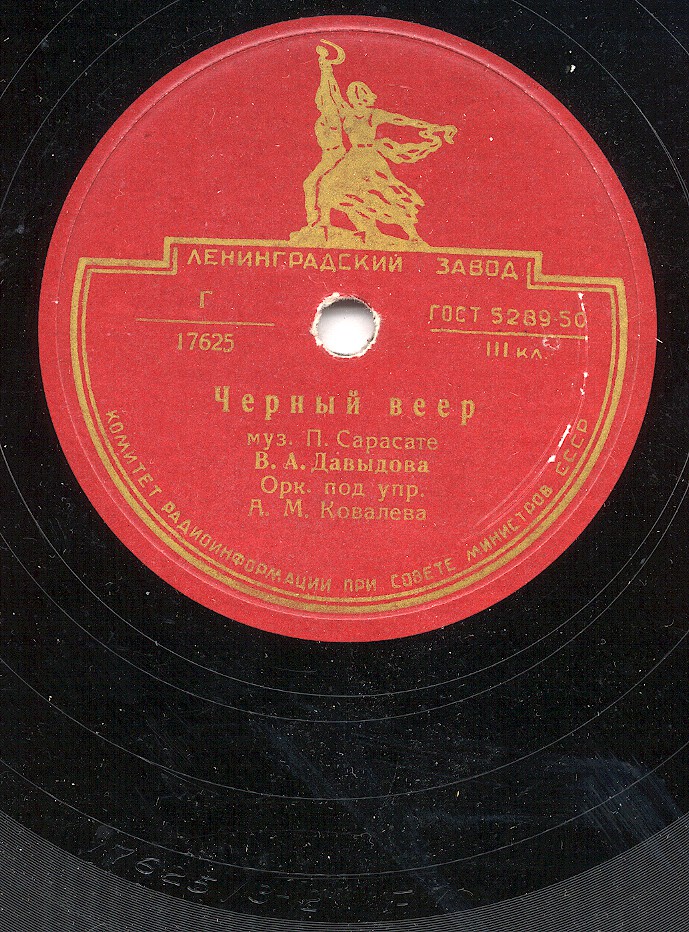 ЛЕНИНГРАДСКИЙ ЗАВОД
Г
17625
ГОСТ 5289-50
III кл.
Черный веер
муз. П. Сарасате
В. А. Давыдова
Орк. под упр.
А. М. Ковалева
КОМИТЕТ РАДИОИНФОРМАЦИИ ПРИ СОВЕТЕ МИНИСТРОВ СССР
17625